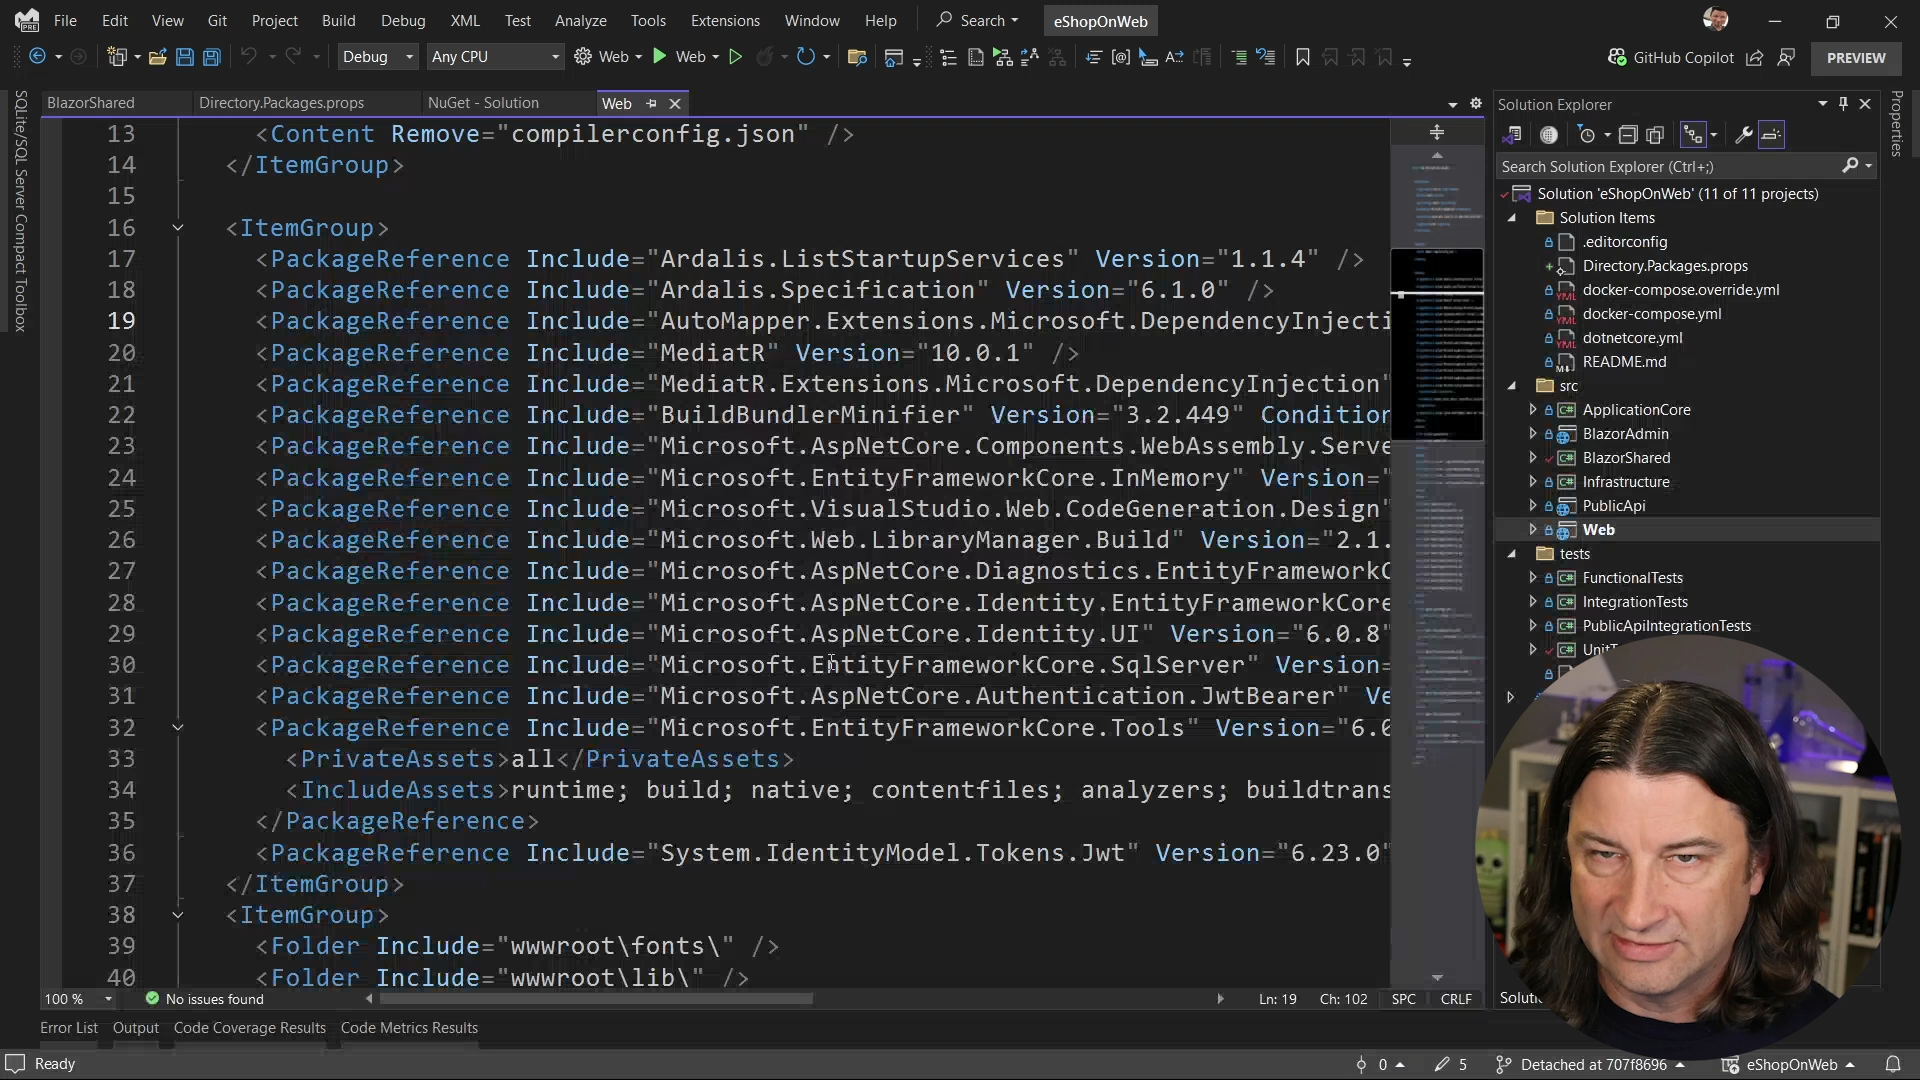 File Edit View Git Project Build Debug XML Test Analyze Tools Extensions Window Help Search eShopOnWeb
Debug Any CPU Web Web GitHub Copilot PREVIEW
BlazorShared Directory.Packages.props NuGet - Solution Web
SQLite/SQL Server Compact Toolbox
13 <Content Remove="compilerconfig.json" />
14 </ItemGroup>
15
16 <ItemGroup>
17 <PackageReference Include="Ardalis.ListStartupServices" Version="1.1.4" />
18 <PackageReference Include="Ardalis.Specification" Version="6.1.0" />
19 <PackageReference Include="AutoMapper.Extensions.Microsoft.DependencyInjecti
20 <PackageReference Include="MediatR" Version="10.0.1" />
21 <PackageReference Include="MediatR.Extensions.Microsoft.DependencyInjection"
22 <PackageReference Include="BuildBundlerMinifier" Version="3.2.449" Condition
23 <PackageReference Include="Microsoft.AspNetCore.Components.WebAssembly.Serve
24 <PackageReference Include="Microsoft.EntityFrameworkCore.InMemory" Version="
25 <PackageReference Include="Microsoft.VisualStudio.Web.CodeGeneration.Design"
26 <PackageReference Include="Microsoft.Web.LibraryManager.Build" Version="2.1.
27 <PackageReference Include="Microsoft.AspNetCore.Diagnostics.EntityFrameworkC
28 <PackageReference Include="Microsoft.AspNetCore.Identity.EntityFrameworkCore
29 <PackageReference Include="Microsoft.AspNetCore.Identity.UI" Version="6.0.8"
30 <PackageReference Include="Microsoft.EntityFrameworkCore.SqlServer" Version=
31 <PackageReference Include="Microsoft.AspNetCore.Authentication.JwtBearer" Ve
32 <PackageReference Include="Microsoft.EntityFrameworkCore.Tools" Version="6.0
33 <PrivateAssets>all</PrivateAssets>
34 <IncludeAssets>runtime; build; native; contentfiles; analyzers; buildtrans
35 </PackageReference>
36 <PackageReference Include="System.IdentityModel.Tokens.Jwt" Version="6.23.0"
37 </ItemGroup>
38 <ItemGroup>
39 <Folder Include="wwwroot\fonts\" />
40 <Folder Include="wwwroot\lib\" />
100 % No issues found Ln: 19 Ch: 102 SPC CRLF
Solution Explorer
Search Solution Explorer (Ctrl+;)
Solution 'eShopOnWeb' (11 of 11 projects)
Solution Items
.editorconfig
Directory.Packages.props
docker-compose.override.yml
docker-compose.yml
dotnetcore.yml
README.md
src
ApplicationCore
BlazorAdmin
BlazorShared
Infrastructure
PublicApi
Web
tests
FunctionalTests
IntegrationTests
PublicApiIntegrationTests
UnitT
Soluti
Properties
Error List Output Code Coverage Results Code Metrics Results
Ready 0 5 Detached at 707f8696 eShopOnWeb